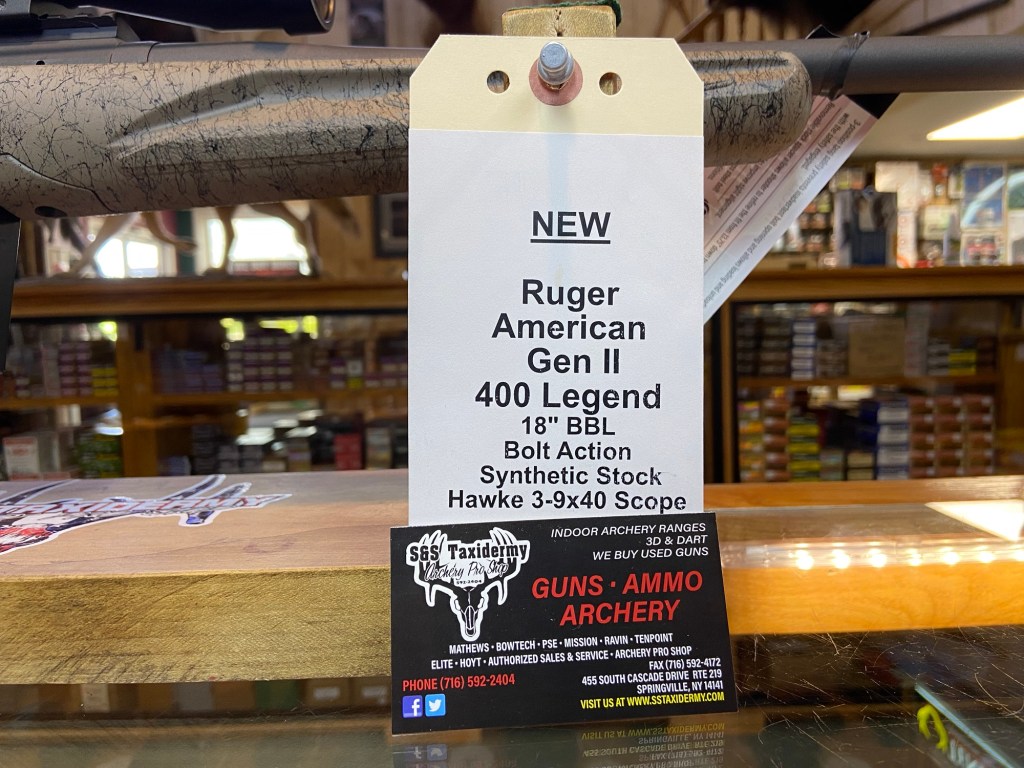 NEW
Ruger
American
Gen II
400 Legend
18" BBL
Bolt Action
Synthetic Stock
Hawke 3-9x40 Scope
S&S Taxidermy
Archery Pro Shop
592-2404
INDOOR ARCHERY RANGES
3D & DART
WE BUY USED GUNS
GUNS · AMMO
ARCHERY
MATHEWS · BOWTECH · PSE · MISSION · RAVIN · TENPOINT
ELITE · HOYT · AUTHORIZED SALES & SERVICE · ARCHERY PRO SHOP
PHONE (716) 592-2404
FAX (716) 592-4172
455 SOUTH CASCADE DRIVE RTE 219
SPRINGVILLE, NY 14141
VISIT US AT WWW.SSTAXIDERMY.COM